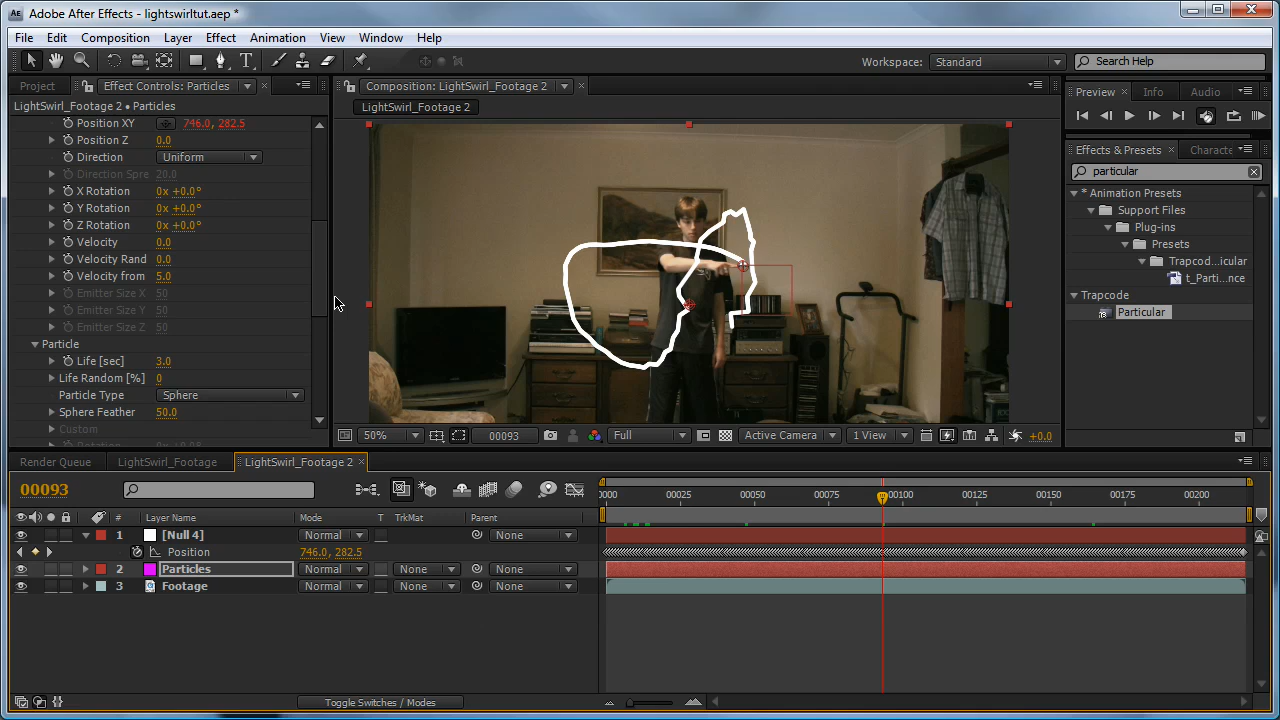 Adobe After Effects - lightswirltut.aep *
File Edit Composition Layer Effect Animation View Window Help
Workspace: Standard Search Help
Project Effect Controls: Particles
LightSwirl_Footage 2 • Particles
Position XY 746.0, 282.5
Position Z 0.0
Direction Uniform
Direction Spre 20.0
X Rotation 0x +0.0°
Y Rotation 0x +0.0°
Z Rotation 0x +0.0°
Velocity 0.0
Velocity Rand 0.0
Velocity from 5.0
Emitter Size X 50
Emitter Size Y 50
Emitter Size Z 50
Particle
Life [sec] 3.0
Life Random [%] 0
Particle Type Sphere
Sphere Feather 50.0
Custom
Composition: LightSwirl_Footage 2
LightSwirl_Footage 2
50% 00093 Full Active Camera 1 View +0.0
Preview Info Audio
Effects & Presets Characte
particular
* Animation Presets
Support Files
Plug-ins
Presets
Trapcod...icular
t_Parti...nce
Trapcode
Particular
Render Queue LightSwirl_Footage LightSwirl_Footage 2
00093
0000 00025 00050 00075 00100 00125 00150 00175 00200
# Layer Name Mode T TrkMat Parent
1 [Null 4] Normal None
Position 746.0, 282.5
2 Particles Normal None None
3 Footage Normal None None
Toggle Switches / Modes